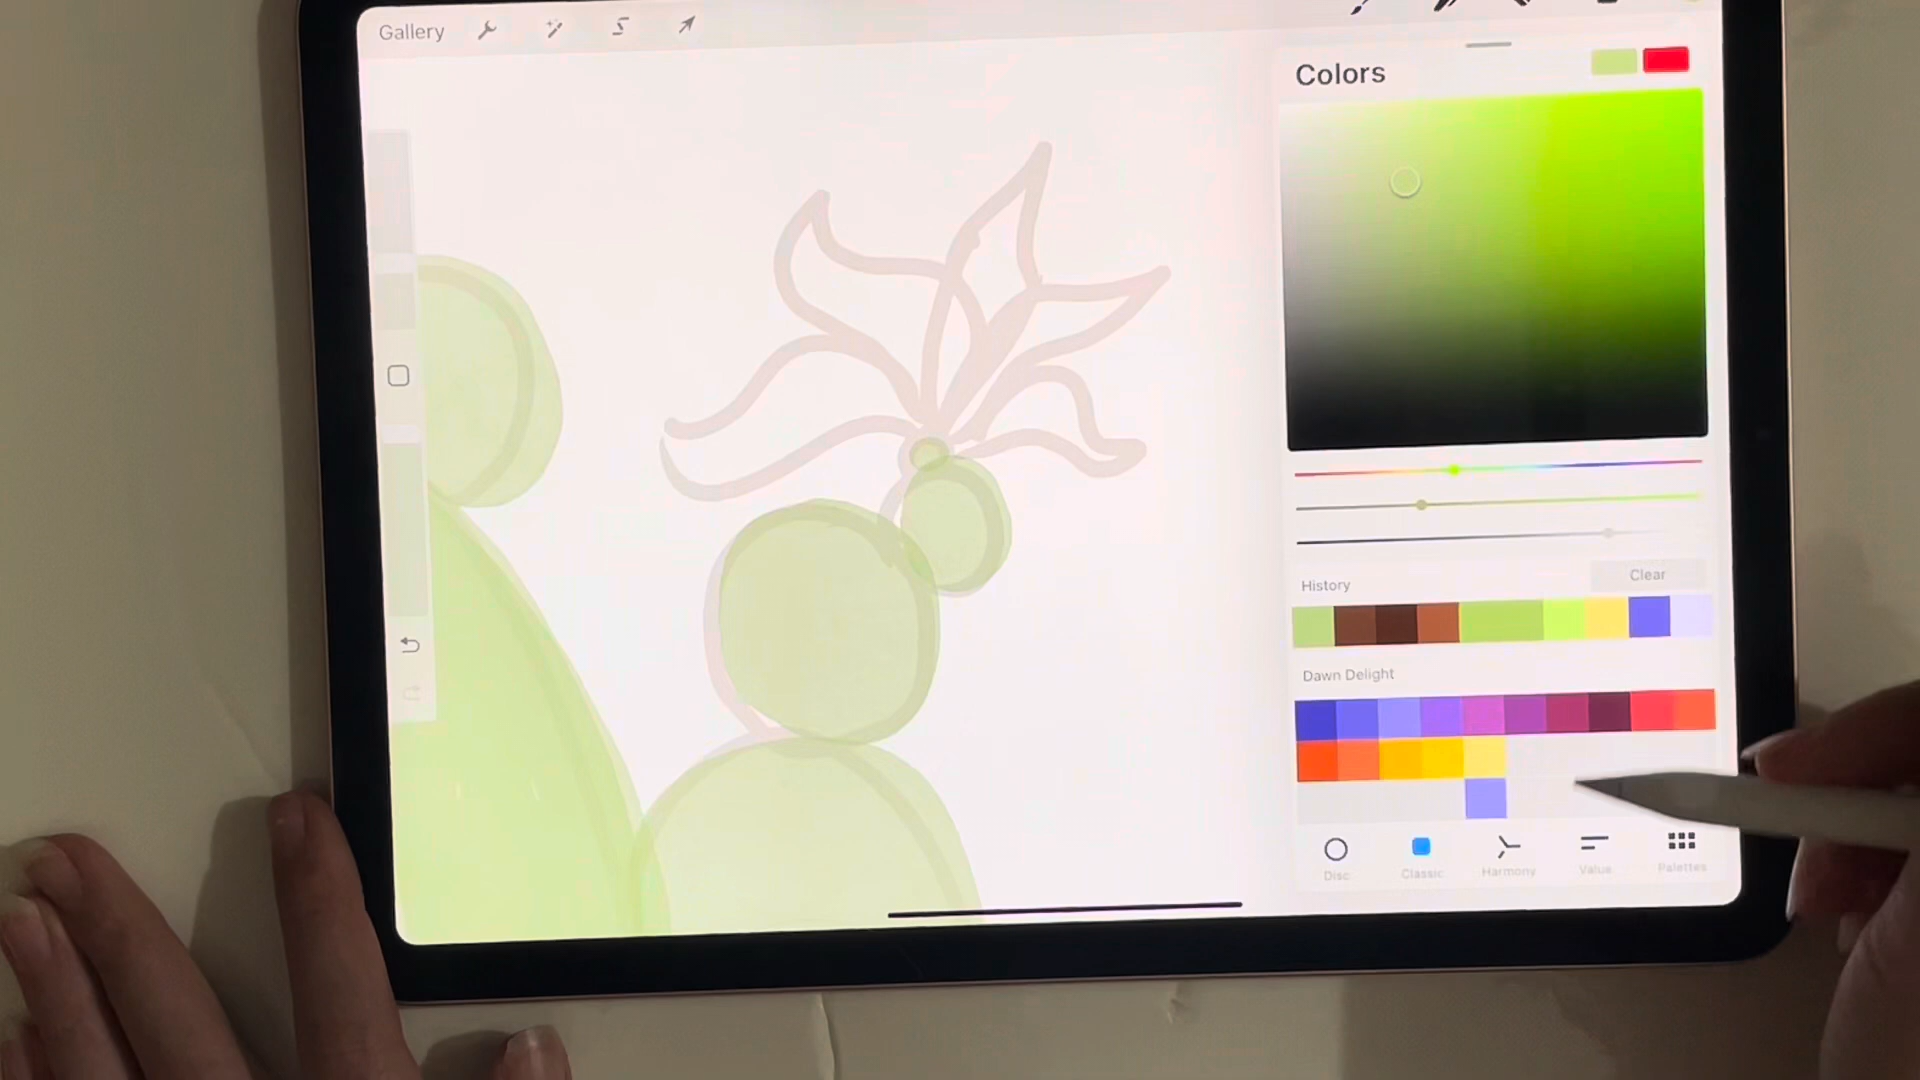 Gallery
Colors
History
Clear
Dawn Delight
Disc
Classic
Harmony
Value
Palettes